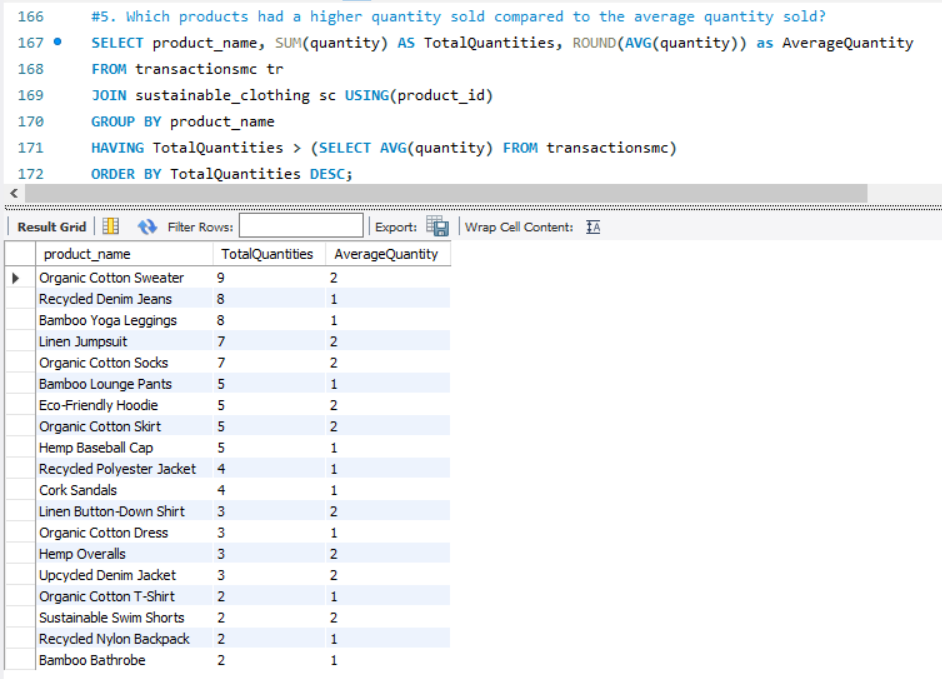 166 #5. Which products had a higher quantity sold compared to the average quantity sold?
167 SELECT product_name, SUM(quantity) AS TotalQuantities, ROUND(AVG(quantity)) as AverageQuantity
168 FROM transactionsmc tr
169 JOIN sustainable_clothing sc USING(product_id)
170 GROUP BY product_name
171 HAVING TotalQuantities > (SELECT AVG(quantity) FROM transactionsmc)
172 ORDER BY TotalQuantities DESC;
Result Grid Filter Rows: Export: Wrap Cell Content: IA
product_name TotalQuantities AverageQuantity
Organic Cotton Sweater 9 2
Recycled Denim Jeans 8 1
Bamboo Yoga Leggings 8 1
Linen Jumpsuit 7 2
Organic Cotton Socks 7 2
Bamboo Lounge Pants 5 1
Eco-Friendly Hoodie 5 2
Organic Cotton Skirt 5 2
Hemp Baseball Cap 5 1
Recycled Polyester Jacket 4 1
Cork Sandals 4 1
Linen Button-Down Shirt 3 2
Organic Cotton Dress 3 1
Hemp Overalls 3 2
Upcycled Denim Jacket 3 2
Organic Cotton T-Shirt 2 1
Sustainable Swim Shorts 2 2
Recycled Nylon Backpack 2 1
Bamboo Bathrobe 2 1